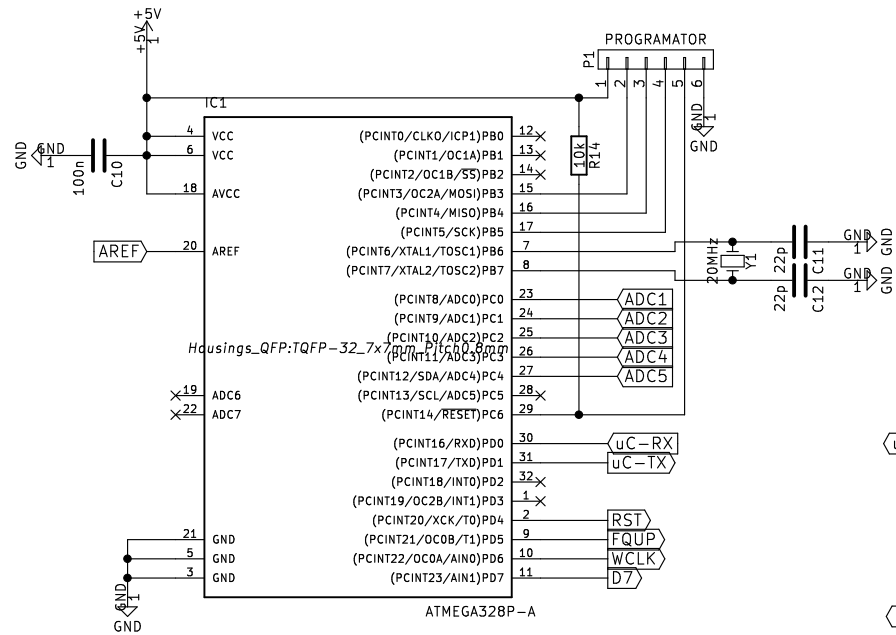 +5V
+5V
1
PROGRAMATOR
P1
1 2 3 4 5 6
GND
1
GND
IC1
4 VCC
6 VCC
18 AVCC
20 AREF
AREF
GND
GND
1
100n
C10
(PCINT0/CLKO/ICP1)PB0 12
(PCINT1/OC1A)PB1 13
(PCINT2/OC1B/SS)PB2 14
(PCINT3/OC2A/MOSI)PB3 15
(PCINT4/MISO)PB4 16
(PCINT5/SCK)PB5 17
(PCINT6/XTAL1/TOSC1)PB6 7
(PCINT7/XTAL2/TOSC2)PB7 8
10k
R14
20MHz
Y1
22p
C11
GND
1
GND
22p
C12
GND
1
GND
(PCINT8/ADC0)PC0 23 ADC1
(PCINT9/ADC1)PC1 24 ADC2
(PCINT10/ADC2)PC2 25 ADC3
Housings_QFP:TQFP-32_7x7mm_Pitch0.8mm
(PCINT11/ADC3)PC3 26 ADC4
(PCINT12/SDA/ADC4)PC4 27 ADC5
19 ADC6
(PCINT13/SCL/ADC5)PC5 28
22 ADC7
(PCINT14/RESET)PC6 29
(PCINT16/RXD)PD0 30 uC-RX
(PCINT17/TXD)PD1 31 uC-TX
(PCINT18/INT0)PD2 32
(PCINT19/OC2B/INT1)PD3 1
(PCINT20/XCK/T0)PD4 2 RST
21 GND
(PCINT21/OC0B/T1)PD5 9 FQUP
5 GND
(PCINT22/OC0A/AIN0)PD6 10 WCLK
3 GND
(PCINT23/AIN1)PD7 11 D7
GND
1
GND
ATMEGA328P-A